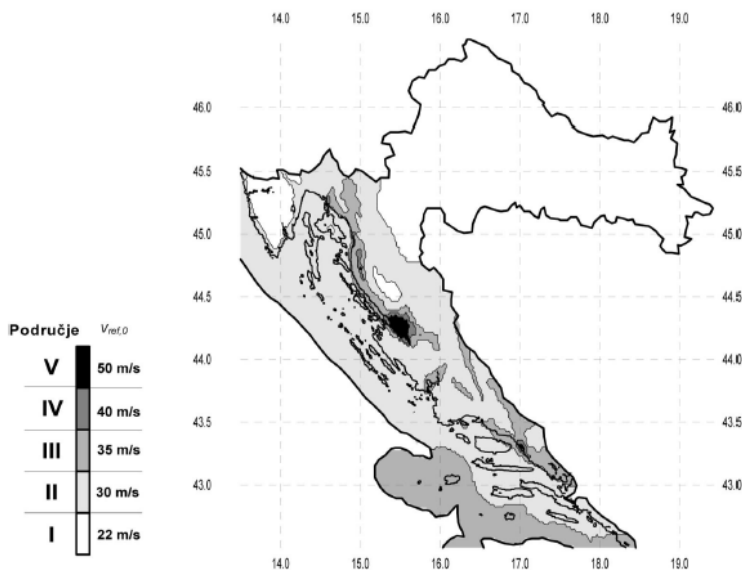 14.0 15.0 16.0 17.0 18.0 19.0
46.0 46.0
45.5 45.5
45.0 45.0
44.5 44.5
44.0 44.0
43.5 43.5
43.0 43.0
14.0 15.0 16.0 17.0 18.0 19.0
Područje Vref,0
V 50 m/s
IV 40 m/s
III 35 m/s
II 30 m/s
I 22 m/s